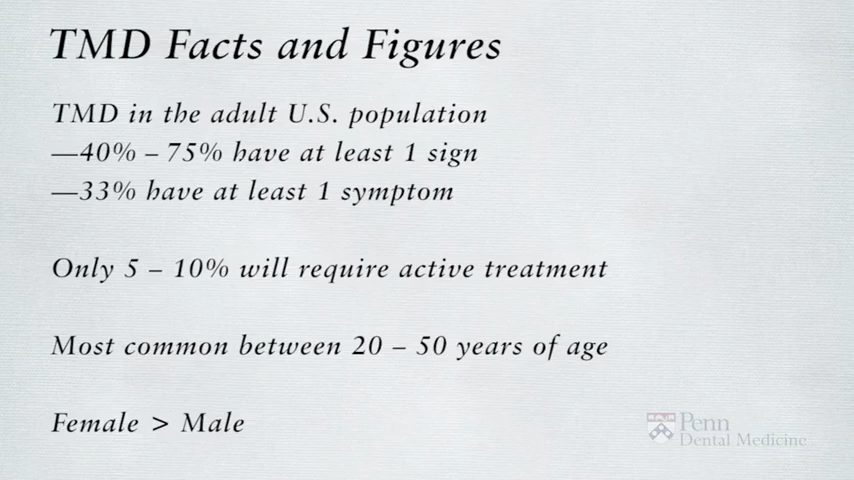 TMD Facts and Figures
TMD in the adult U.S. population
—40% – 75% have at least 1 sign
—33% have at least 1 symptom
Only 5 – 10% will require active treatment
Most common between 20 – 50 years of age
Female > Male
Penn
Dental Medicine